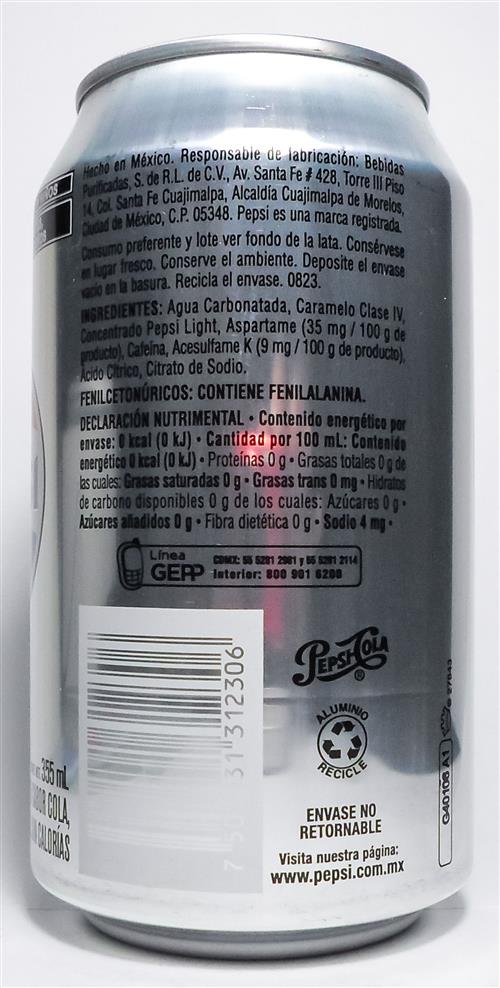 Hecho en México. Responsable de fabricación: Bebidas
Purificadas, S. de R.L. de C.V., Av. Santa Fe # 428, Torre III Piso
14, Col. Santa Fe Cuajimalpa, Alcaldía Cuajimalpa de Morelos,
Ciudad de México, C.P. 05348. Pepsi es una marca registrada.
Consumo preferente y lote ver fondo de la lata. Consérvese
en lugar fresco. Conserve el ambiente. Deposite el envase
vacío en la basura. Recicla el envase. 0823.
INGREDIENTES: Agua Carbonatada, Caramelo Clase IV,
Concentrado Pepsi Light, Aspartame (35 mg / 100 g de
producto), Cafeína, Acesulfame K (9 mg / 100 g de producto),
Ácido Cítrico, Citrato de Sodio.
FENILCETONÚRICOS: CONTIENE FENILALANINA.
DECLARACIÓN NUTRIMENTAL • Contenido energético por
envase: 0 kcal (0 kJ) • Cantidad por 100 mL: Contenido
energético 0 kcal (0 kJ) • Proteínas 0 g • Grasas totales 0 g de
las cuales: Grasas saturadas 0 g • Grasas trans 0 mg • Hidratos
de carbono disponibles 0 g de los cuales: Azúcares 0 g •
Azúcares añadidos 0 g • Fibra dietética 0 g • Sodio 4 mg •
Línea GEPP
CDMX: 55 5281 2981 y 55 5281 2114
Interior: 800 901 6200
31 312306
PEPSI-COLA ®
ALUMINIO
RECICLE
G40106 A1
27843
355 mL
COLA,
CALORÍAS
ENVASE NO
RETORNABLE
Visita nuestra página:
www.pepsi.com.mx